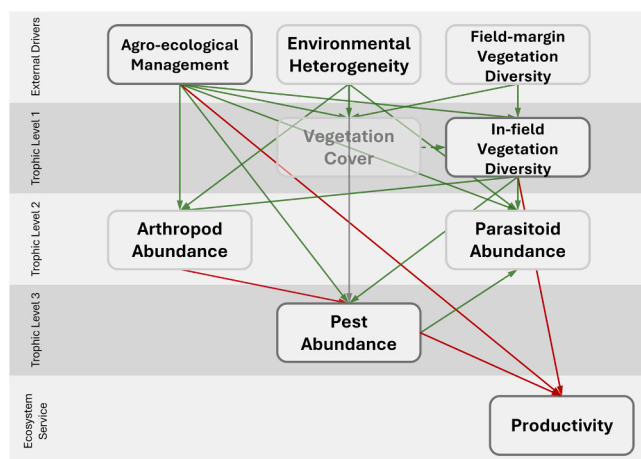 External Drivers
Agro-ecological
Management
Environmental
Heterogeneity
Field-margin
Vegetation
Diversity
Trophic Level 1
Vegetation
Cover
In-field
Vegetation
Diversity
Trophic Level 2
Arthropod
Abundance
Parasitoid
Abundance
Trophic Level 3
Pest
Abundance
Ecosystem
Service
Productivity